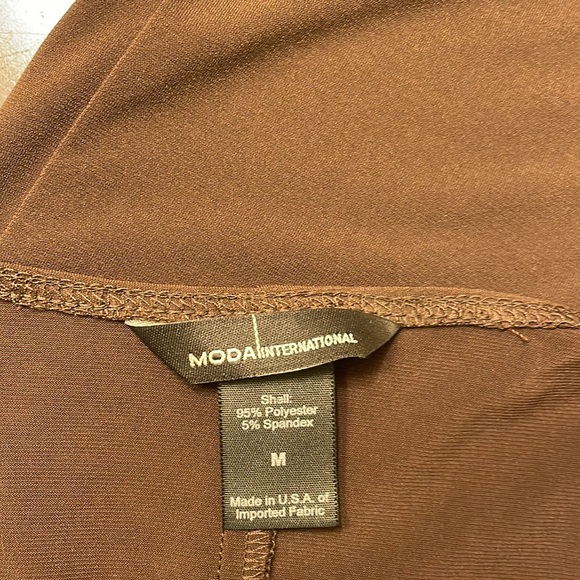 MODA INTERNATIONAL
Shell:
95% Polyester
5% Spandex
M
Made in U.S.A. of
Imported Fabric